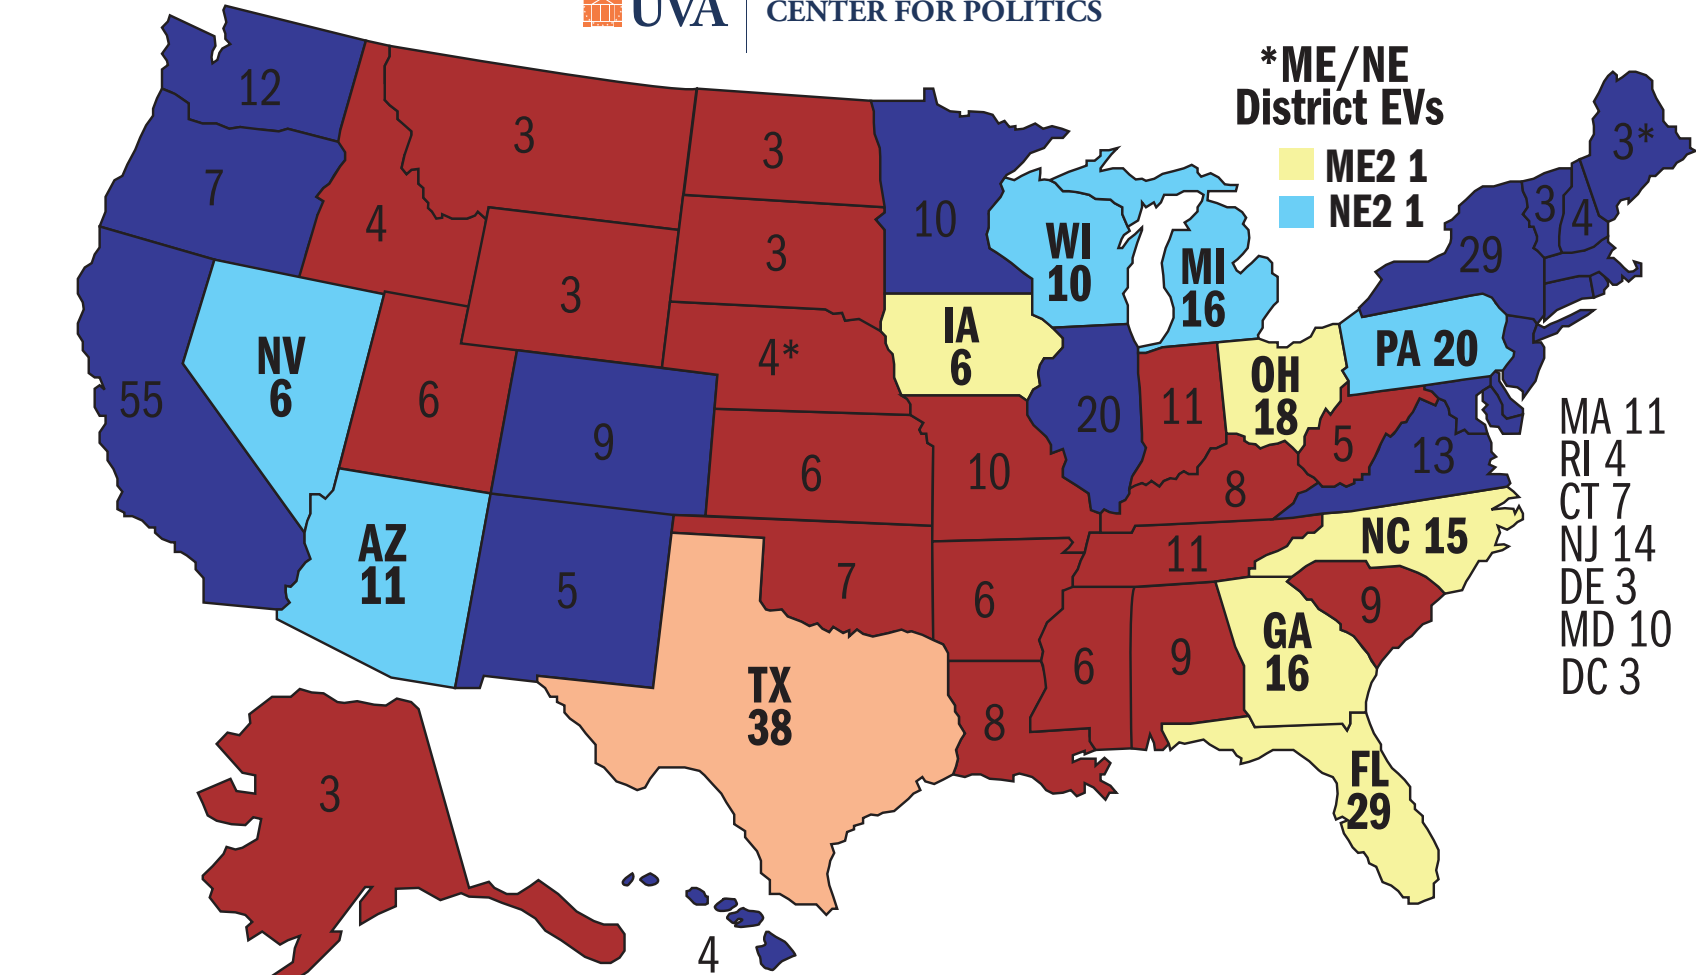 UVA
CENTER FOR POLITICS
*ME/NE
District EVs
ME2 1
NE2 1
12
3
3
3*
7
4
3
10
WI
10
MI
16
29
3
4
3
55
NV
6
6
9
4*
IA
6
20
11
OH
18
PA 20
5
13
6
10
8
NC 15
AZ
11
5
TX
38
7
6
11
9
8
6
9
GA
16
FL
29
3
4
3
MA 11
RI 4
CT 7
NJ 14
DE 3
MD 10
DC 3